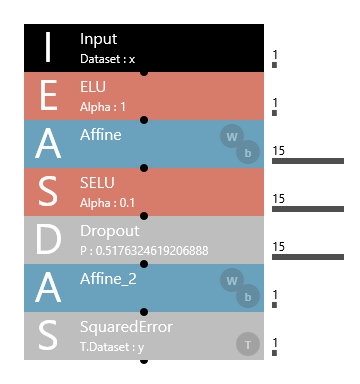 I Input 1
Dataset : x
E ELU 1
Alpha : 1
A Affine W b 15
S SELU 15
Alpha : 0.1
D Dropout 15
P : 0.5176324619206888
A Affine_2 W b 1
S SquaredError T 1
T.Dataset : y